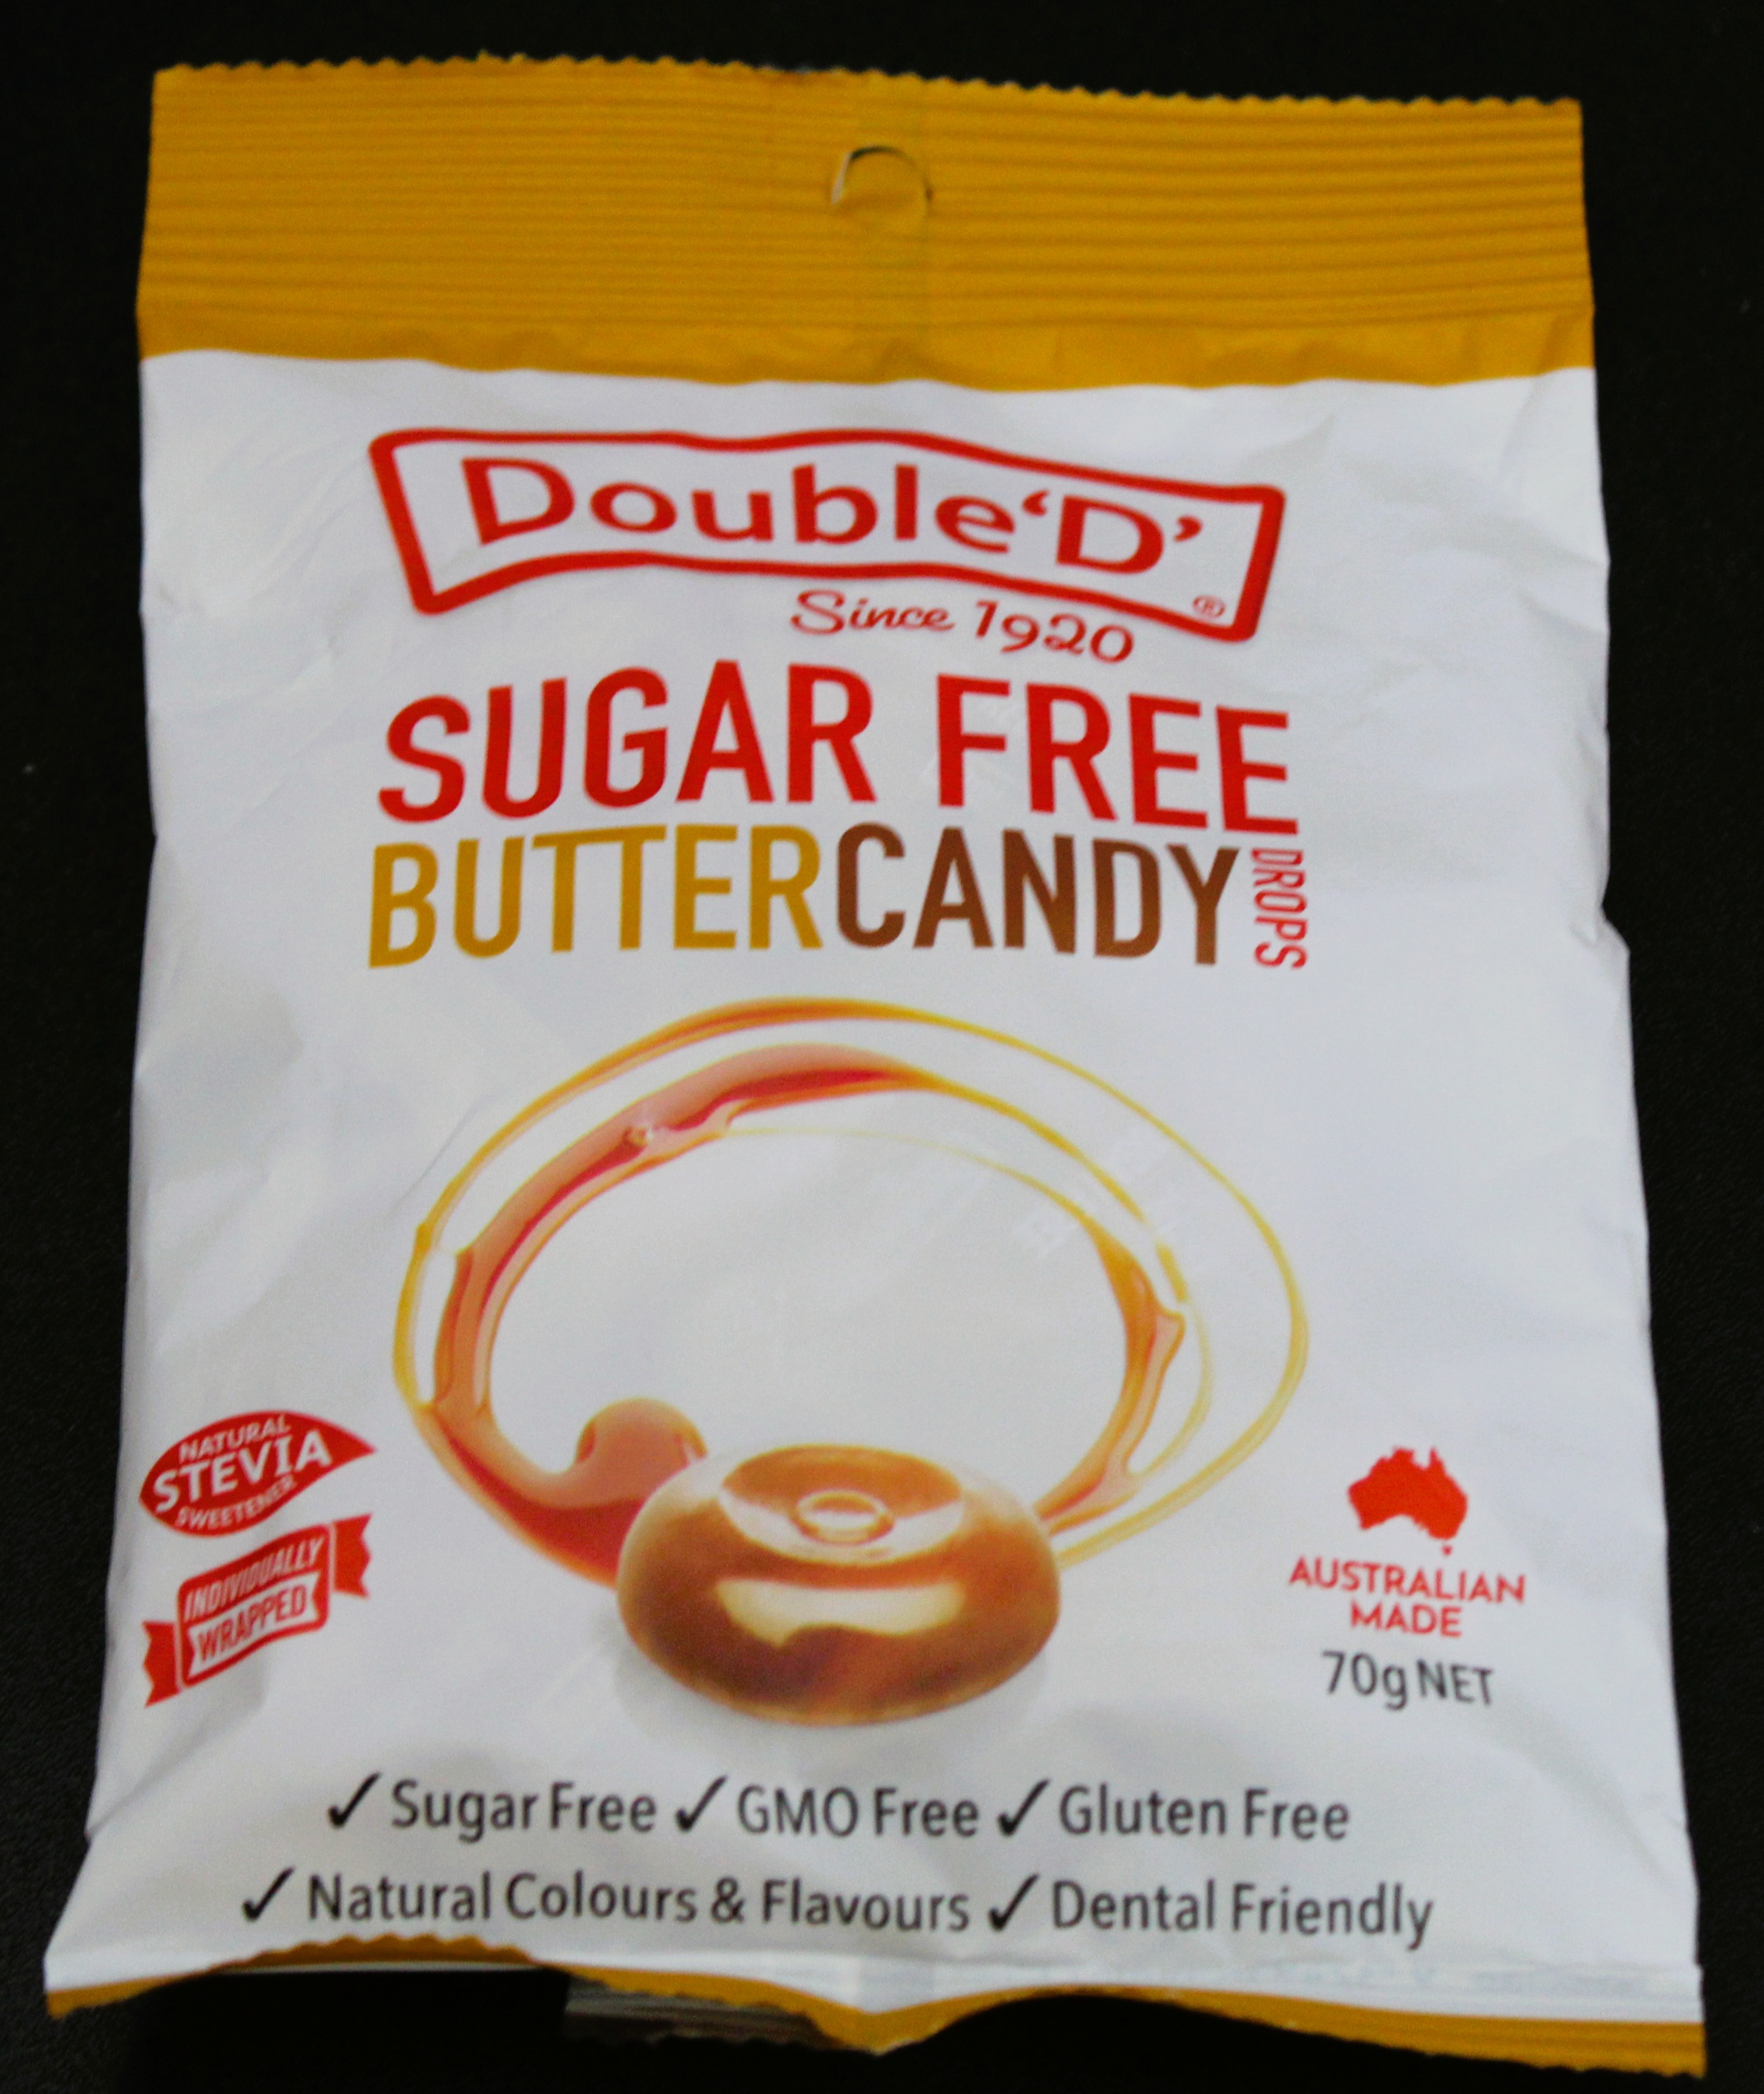 Double‘D’®
Since 1920
SUGAR FREE
BUTTERCANDY
DROPS
NATURAL
STEVIA
SWEETENER
INDIVIDUALLY
WRAPPED
AUSTRALIAN
MADE
70g NET
✓ Sugar Free ✓ GMO Free ✓ Gluten Free
✓ Natural Colours & Flavours ✓ Dental Friendly